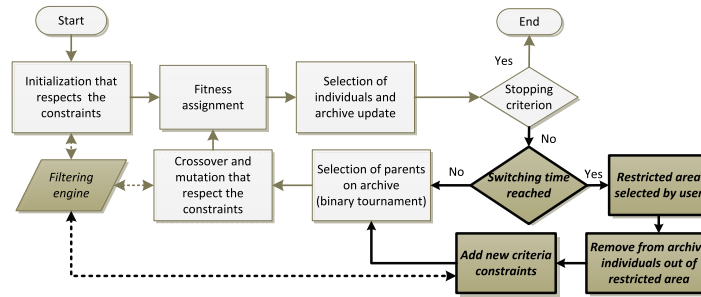 Start
End
Yes
Initialization that
respects the
constraints
Fitness
assignment
Selection of
individuals and
archive update
Stopping
criterion
No
Filtering
engine
Crossover and
mutation that
respect the
constraints
Selection of parents
on archive
(binary tournament)
No
Switching time
reached
Yes
Restricted area
selected by user
Add new criteria
constraints
Remove from archiv
individuals out of
restricted area